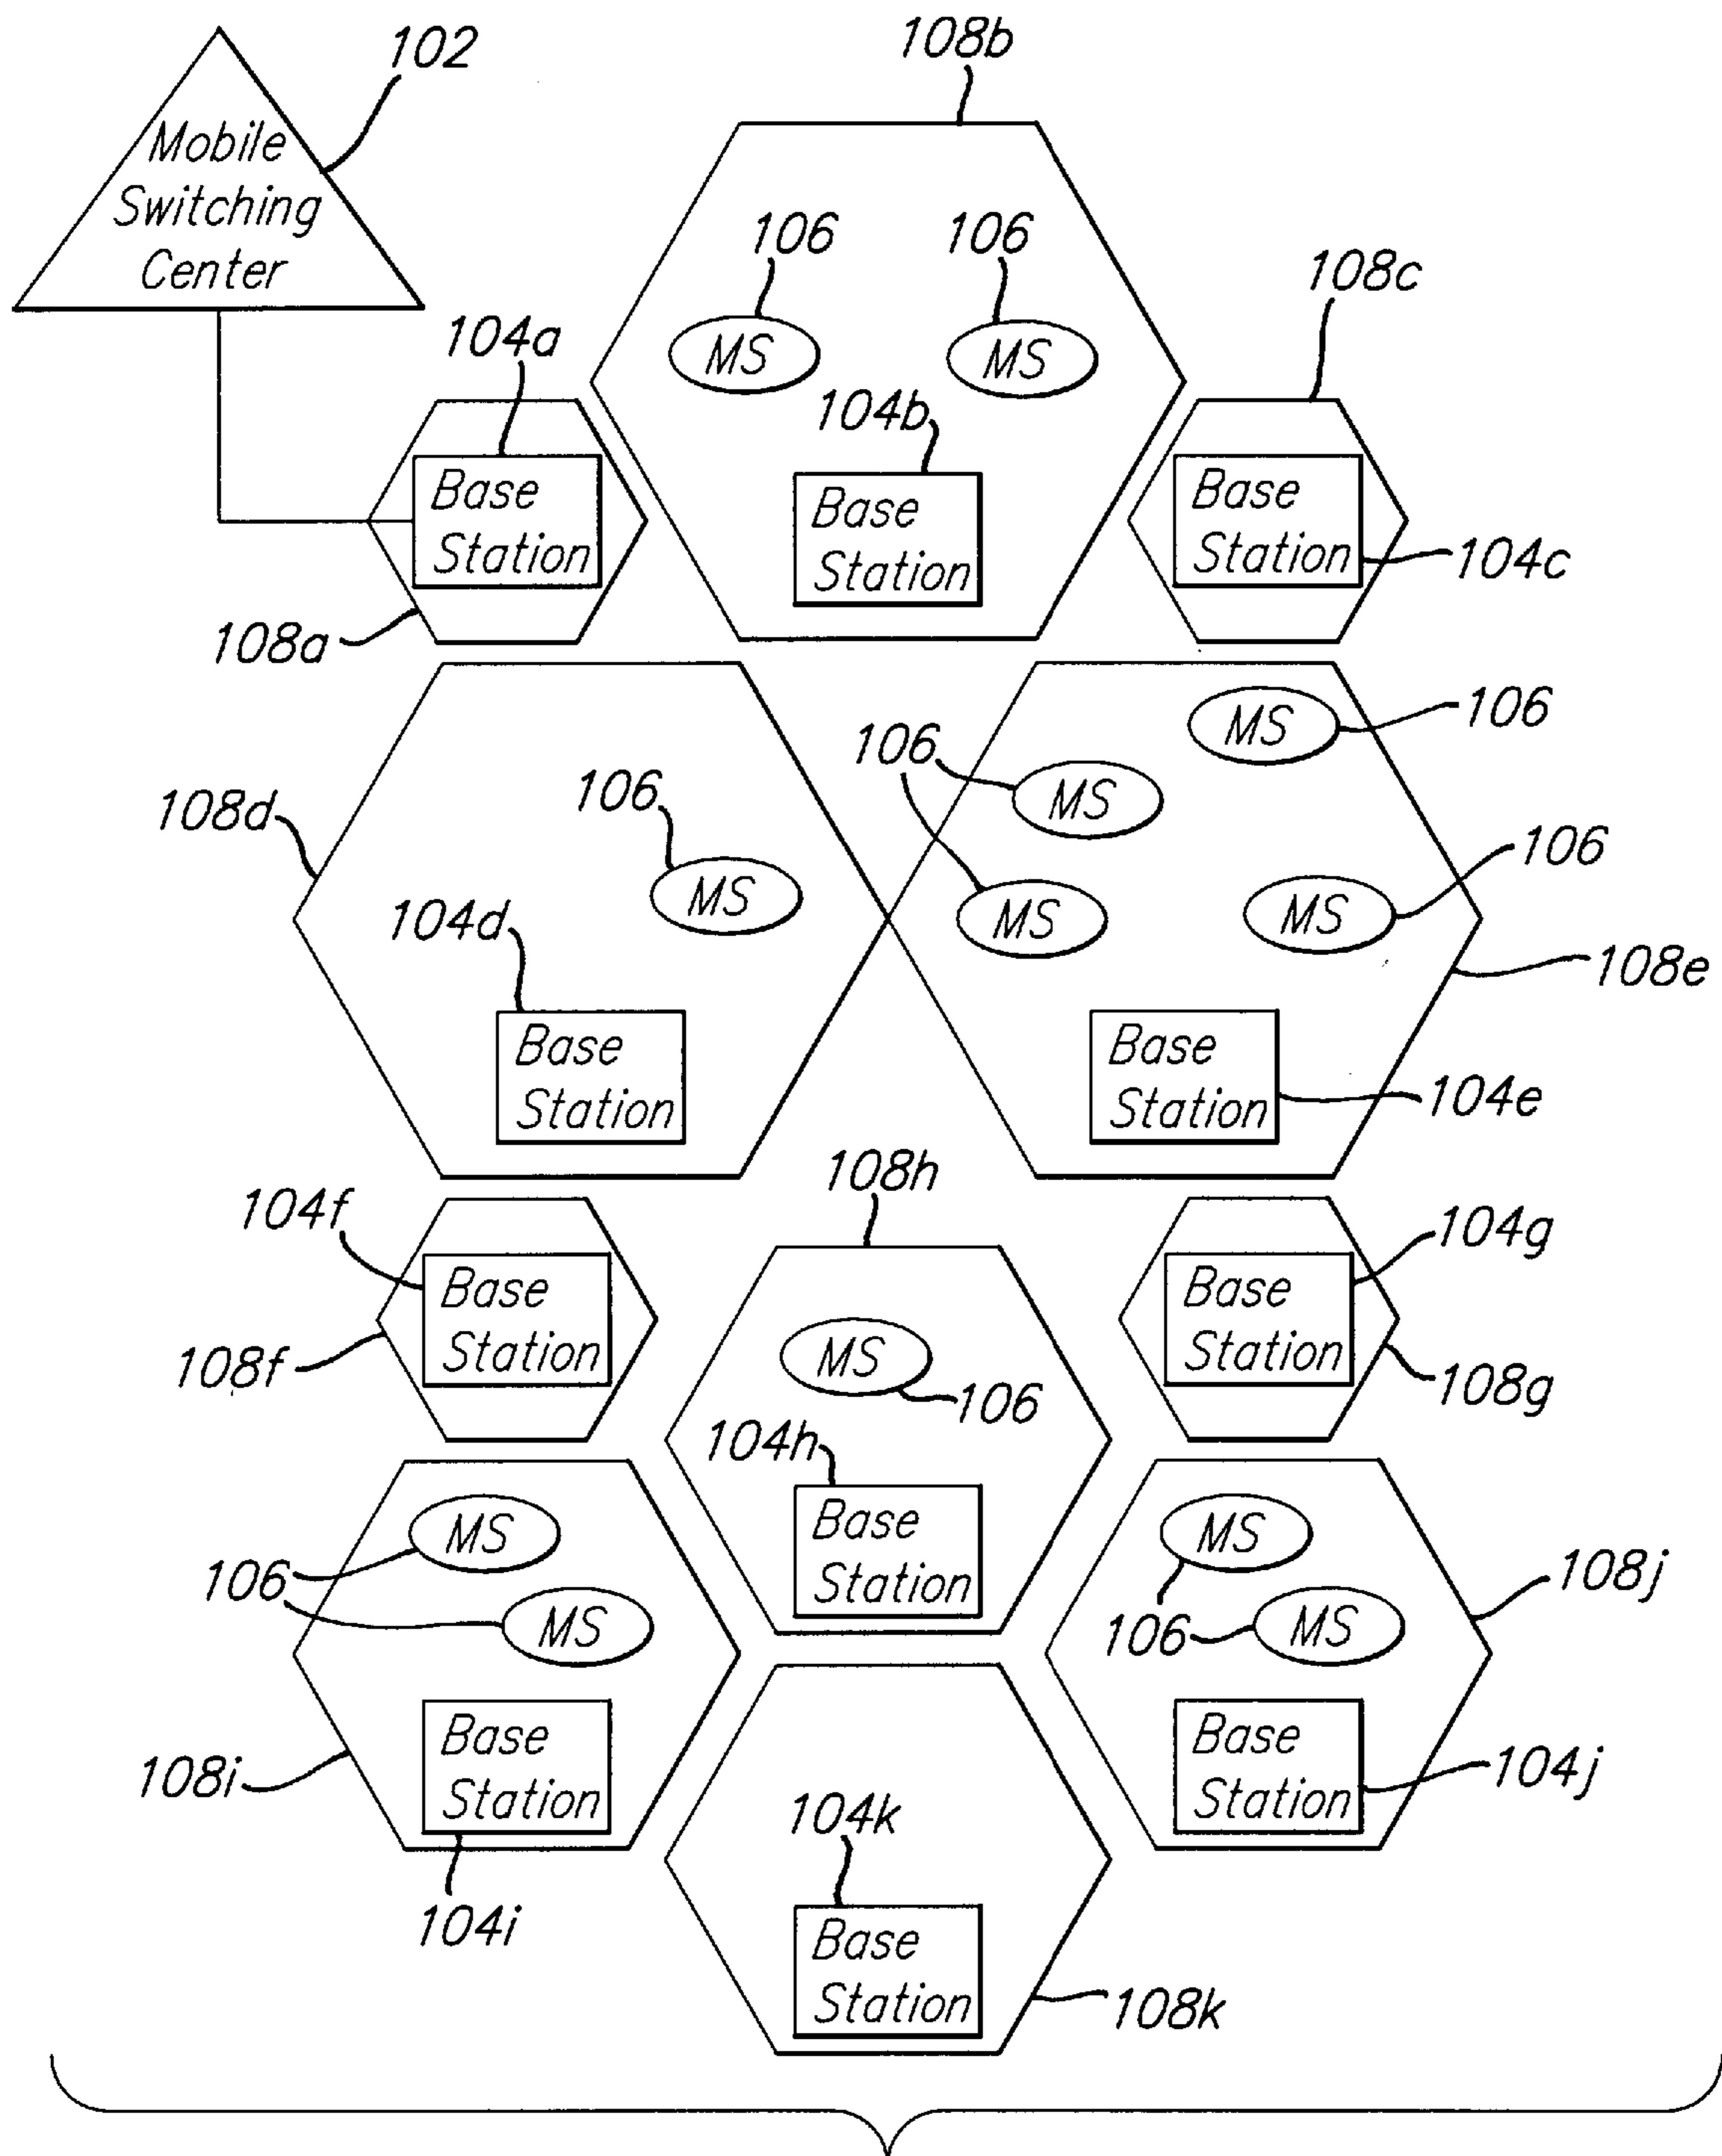 102
108b
Mobile
Switching
Center
106
106
108c
MS
MS
104a
104b
Base
Station
Base
Station
Base
Station
104c
108a
MS
106
106
MS
108d
106
MS
MS
MS
106
104d
108e
Base
Station
Base
Station
104e
108h
104f
104g
Base
Station
Base
Station
MS
108f
106
108g
104h
MS
MS
Base
Station
106
MS
106
MS
108j
Base
Station
Base
Station
108i
104j
104k
104i
Base
Station
108k